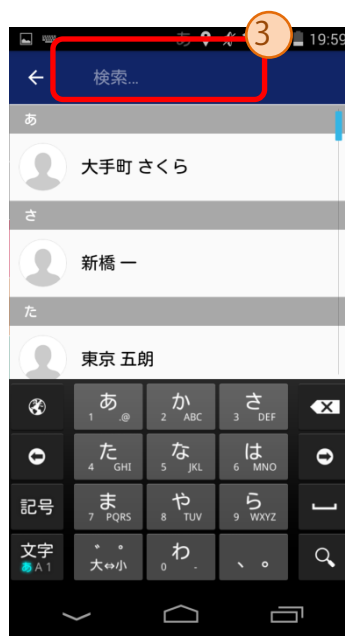 あ 19:59
3
検索...
あ
大手町 さくら
さ
新橋 一
た
東京 五朗
あ 1 .@
か 2 ABC
さ 3 DEF
た 4 GHI
な 5 JKL
は 6 MNO
記号
ま 7 PQRS
や 8 TUV
ら 9 WXYZ
文字 あA1
゛゜ 大⇔小
わ 0 -
、。